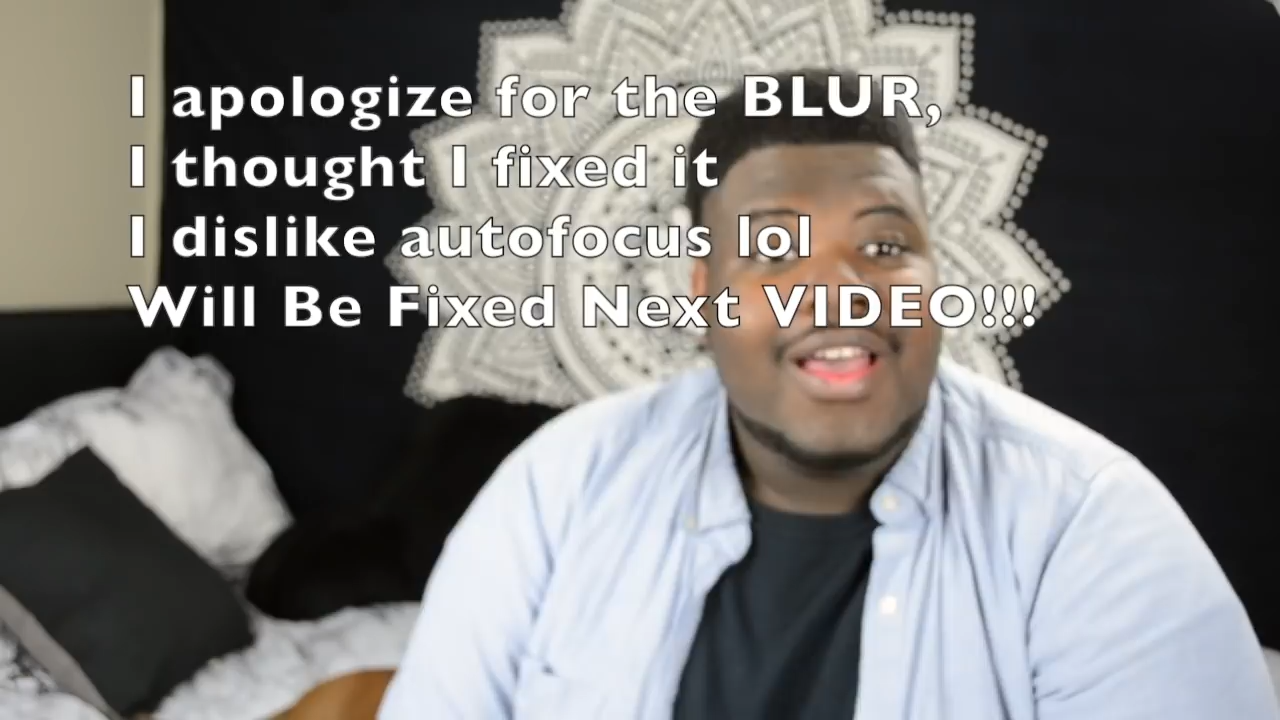 I apologize for the BLUR,
I thought I fixed it
I dislike autofocus lol
Will Be Fixed Next VIDEO!!!